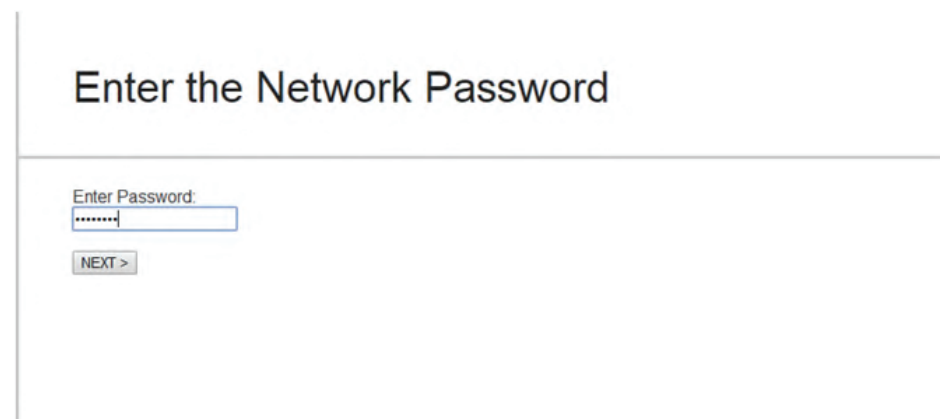 Enter the Network Password
Enter Password:
••••••••
NEXT >